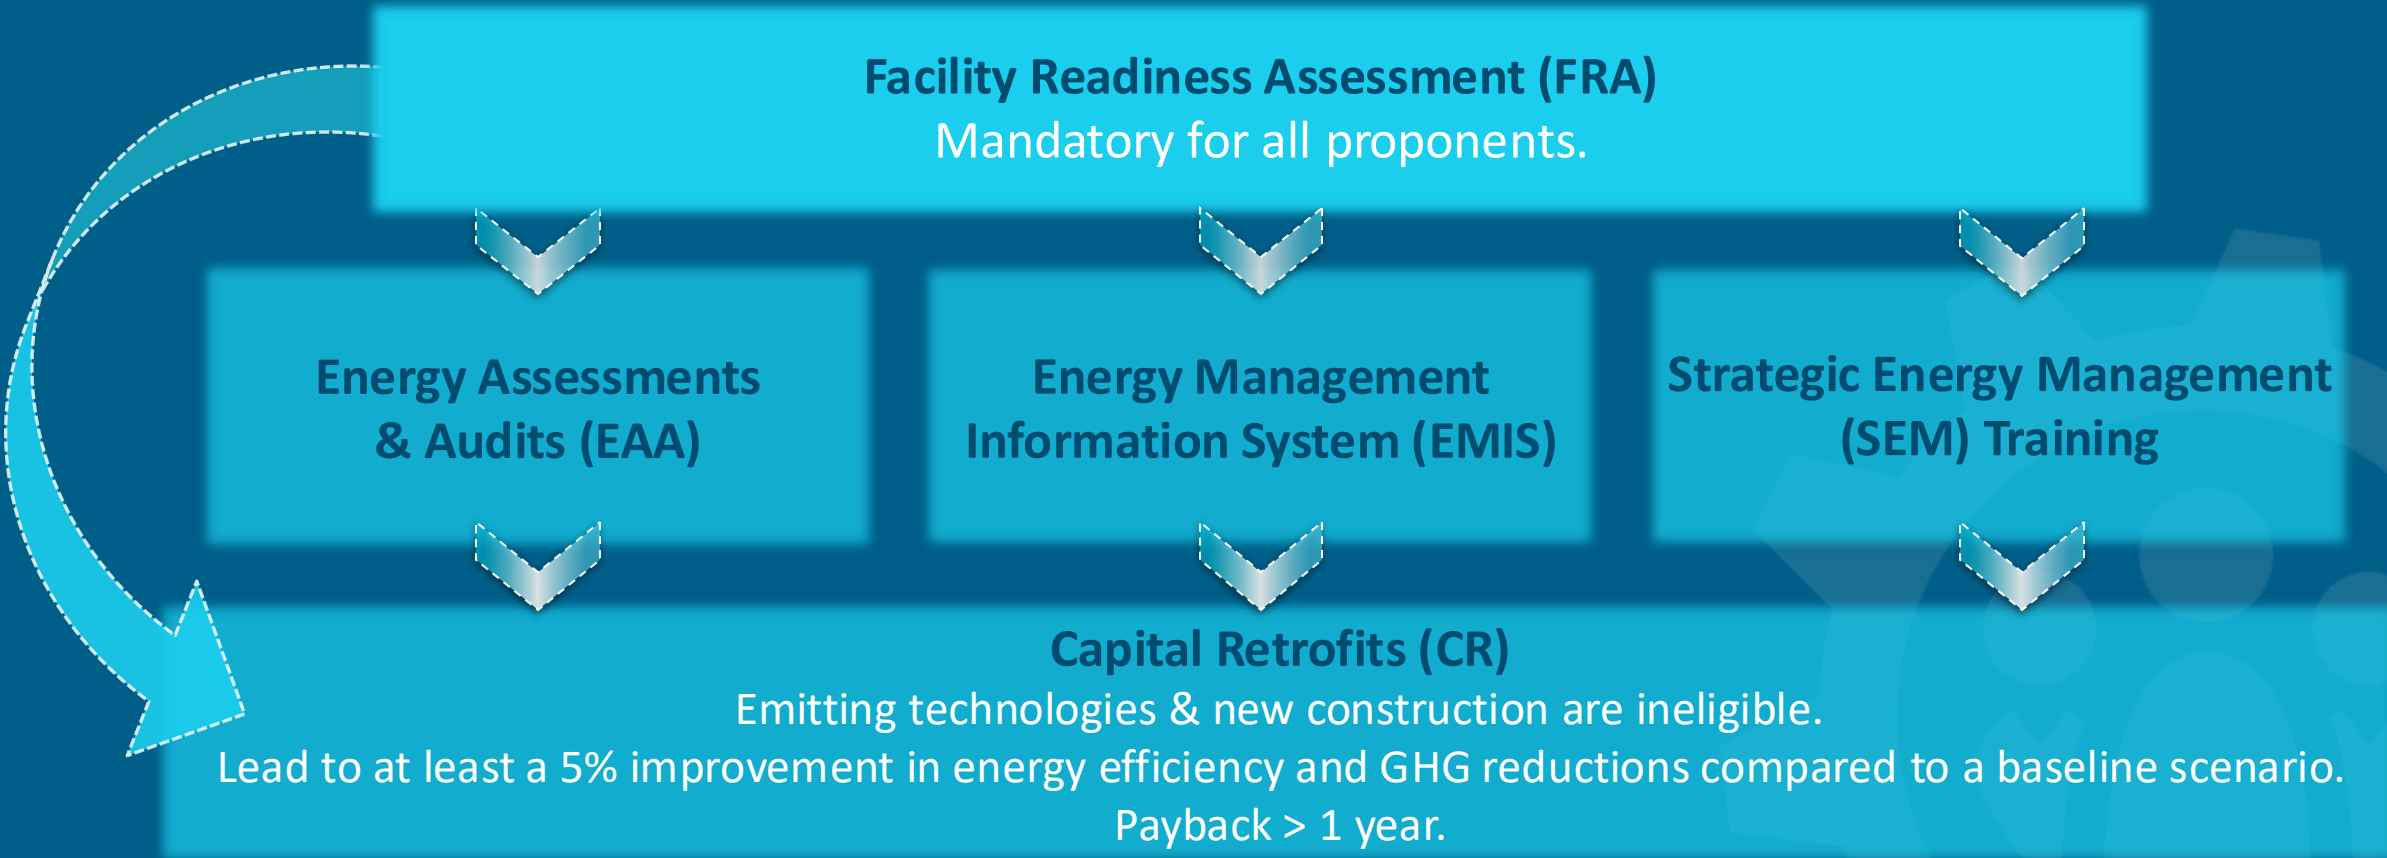 Facility Readiness Assessment (FRA)
Mandatory for all proponents.
Energy Assessments
& Audits (EAA)
Energy Management
Information System (EMIS)
Strategic Energy Management
(SEM) Training
Capital Retrofits (CR)
Emitting technologies & new construction are ineligible.
Lead to at least a 5% improvement in energy efficiency and GHG reductions compared to a baseline scenario.
Payback > 1 year.